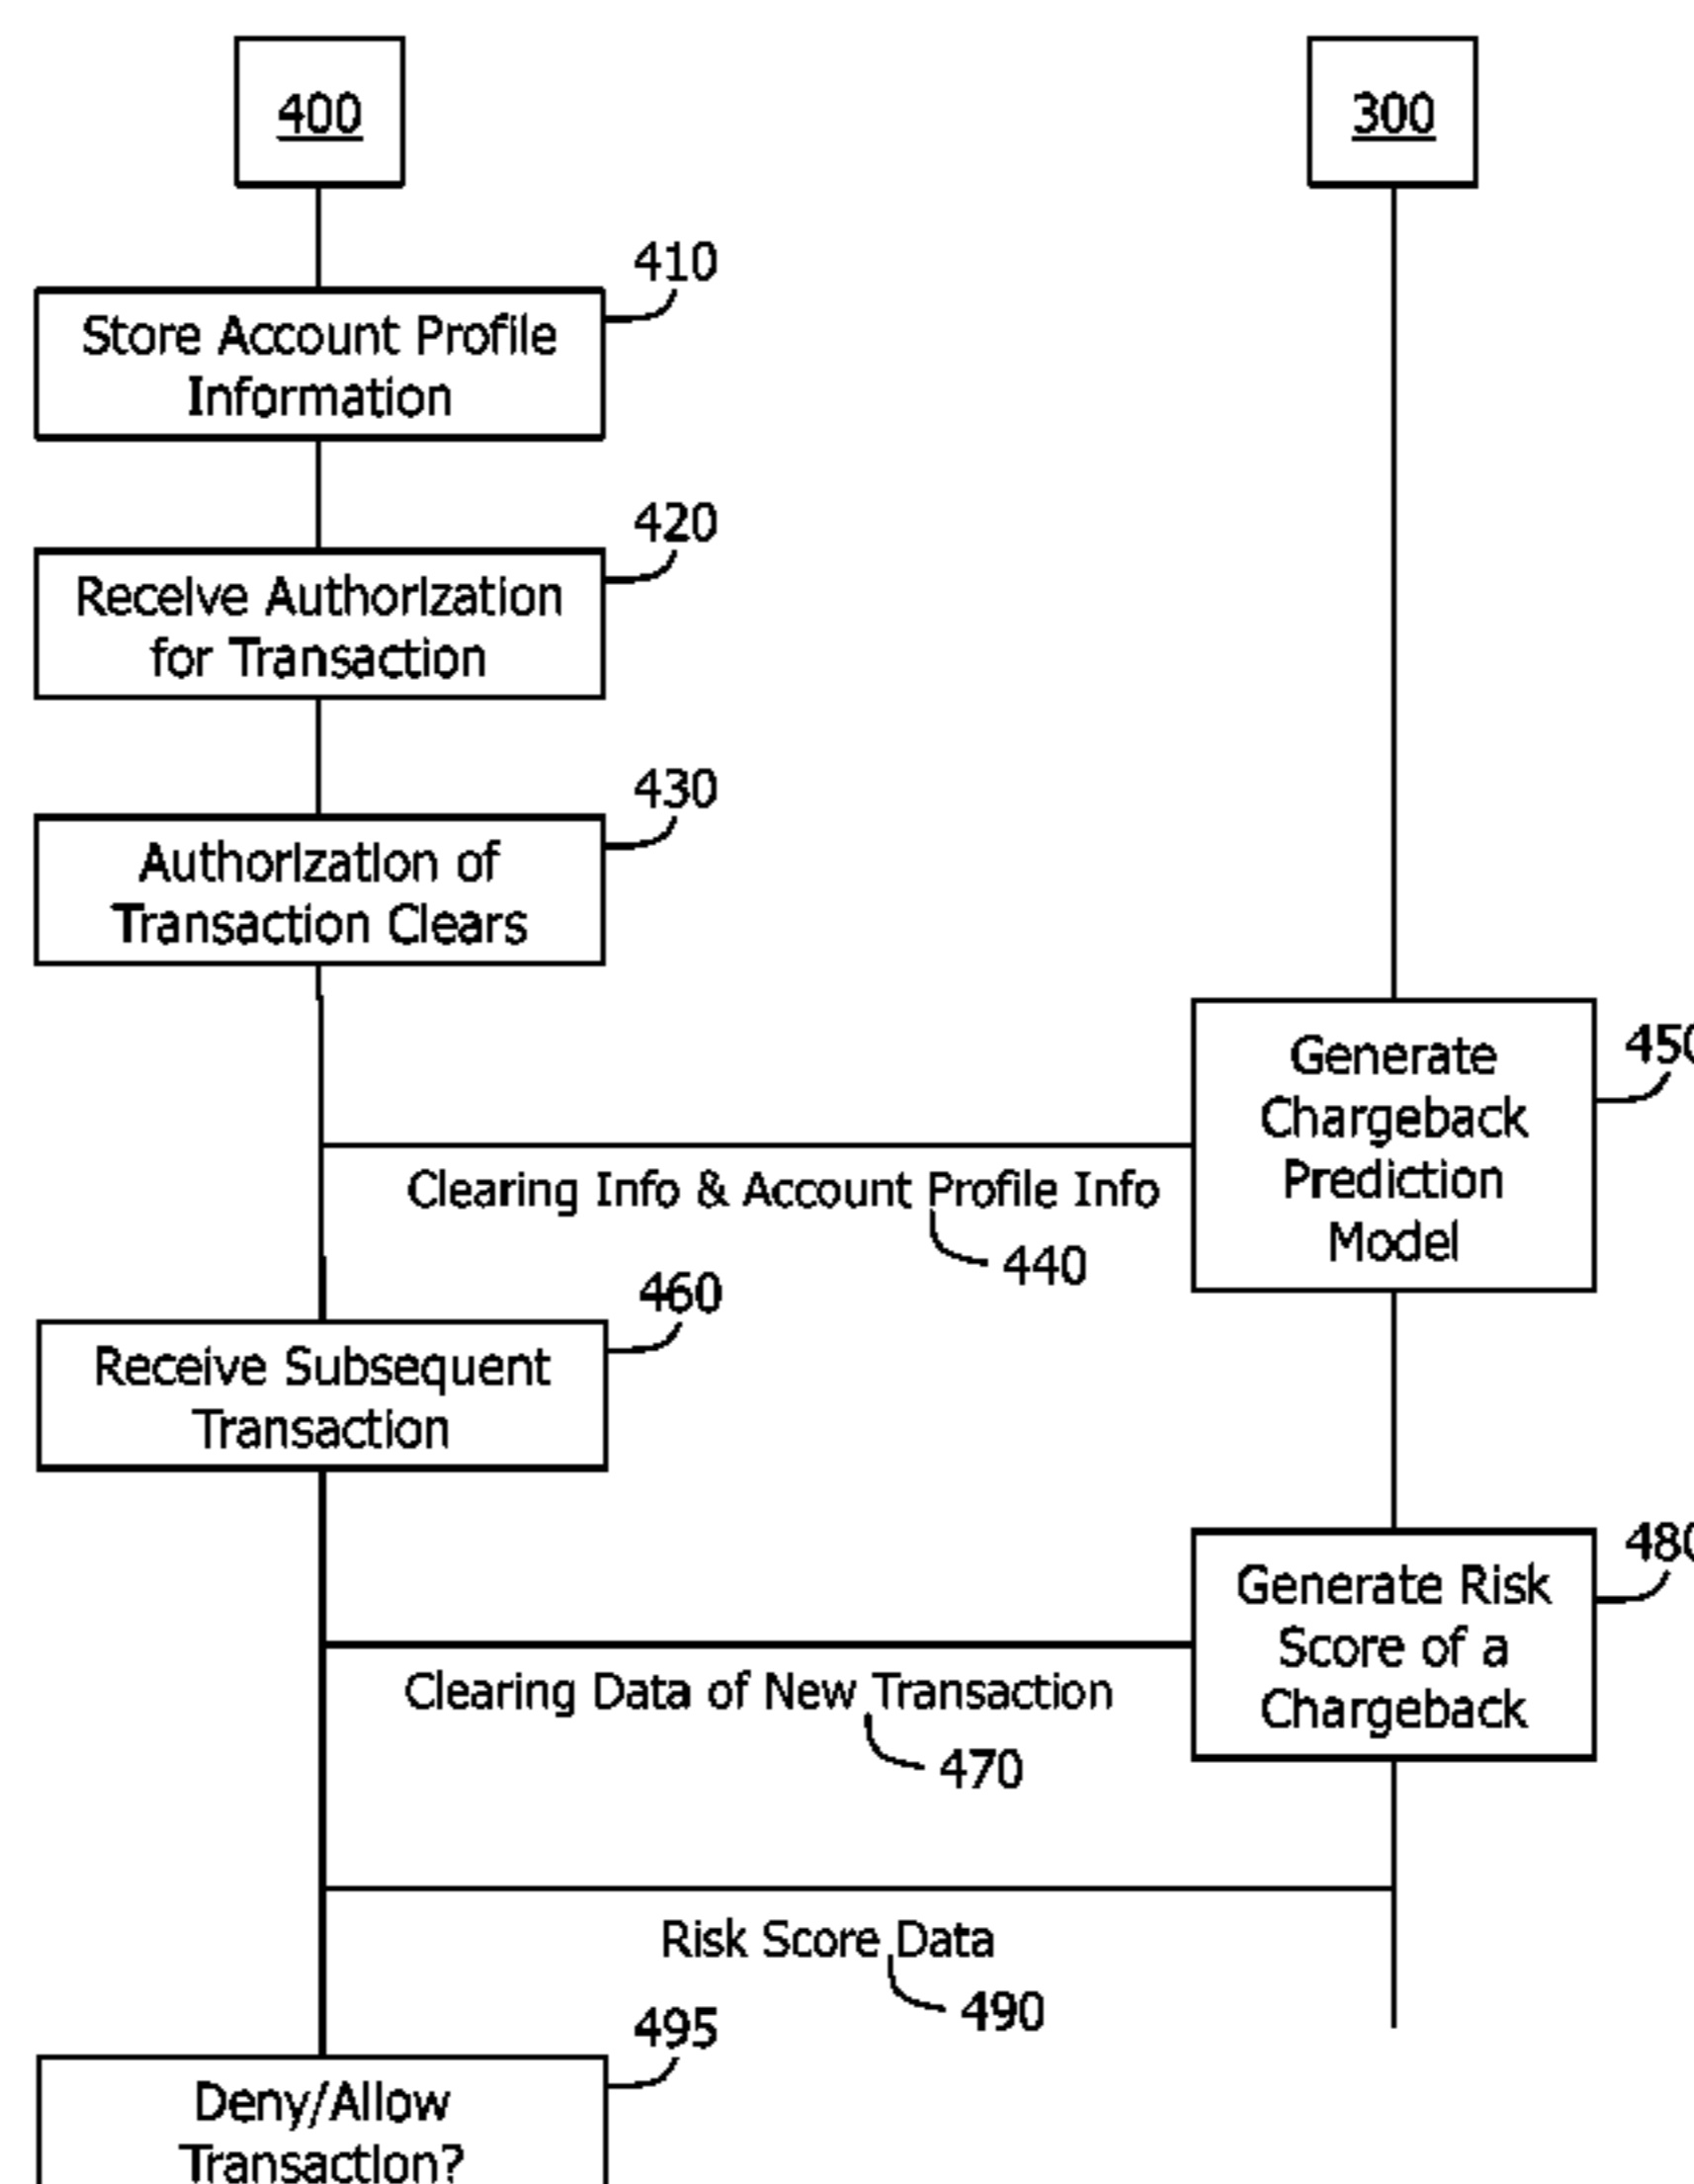 400
300
410
Store Account Profile
Information
420
Receive Authorization
for Transaction
430
Authorization of
Transaction Clears
450
Generate
Chargeback
Prediction
Model
Clearing Info & Account Profile Info
440
460
Receive Subsequent
Transaction
480
Generate Risk
Score of a
Chargeback
Clearing Data of New Transaction
470
Risk Score Data
490
495
Deny/Allow
Transaction?